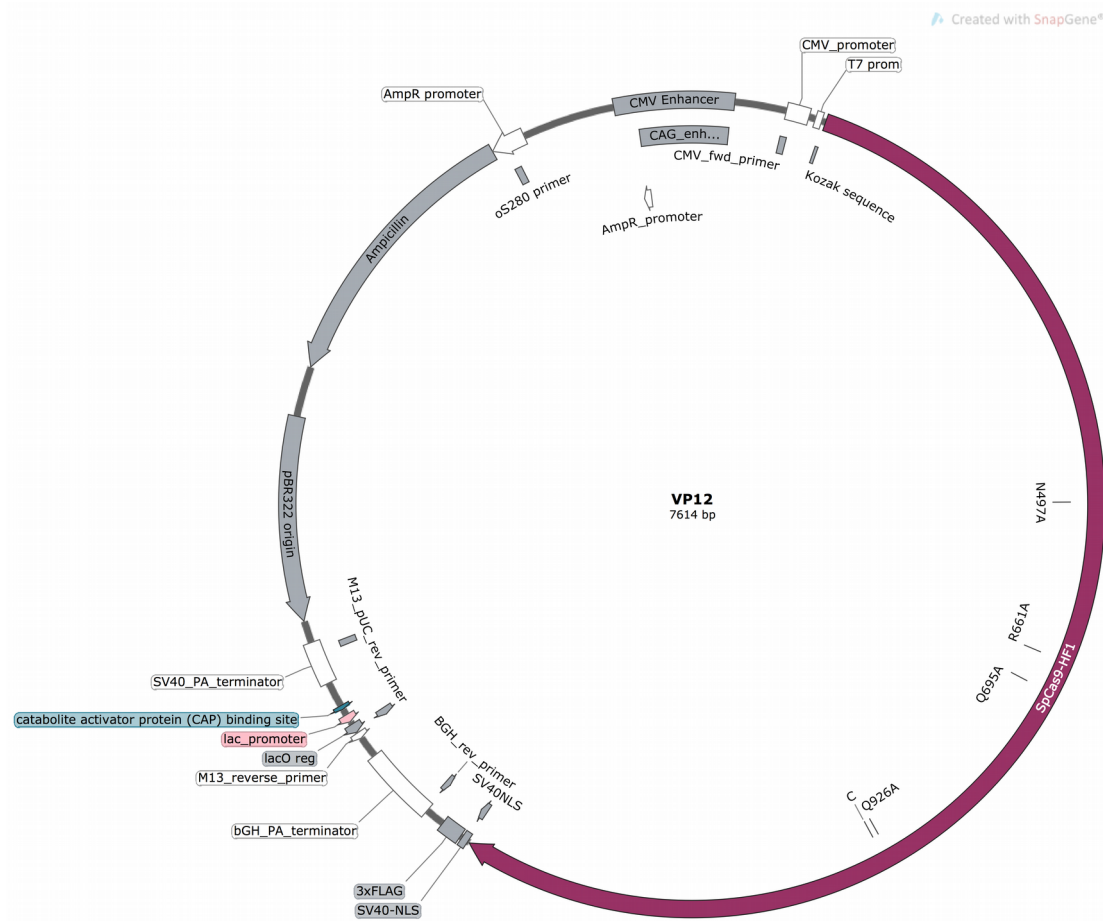 Created with SnapGene®
CMV_promoter
T7 prom
AmpR promoter
CMV Enhancer
CAG_enh...
CMV_fwd_primer
Kozak sequence
oS280 primer
AmpR_promoter
Ampicillin
pBR322 origin
VP12
7614 bp
N497A
R661A
Q695A
SpCas9-HF1
Q926A
C
M13_pUC_rev_primer
SV40_PA_terminator
catabolite activator protein (CAP) binding site
lac_promoter
lacO reg
M13_reverse_primer
BGH_rev_primer
SV40NLS
bGH_PA_terminator
3xFLAG
SV40-NLS